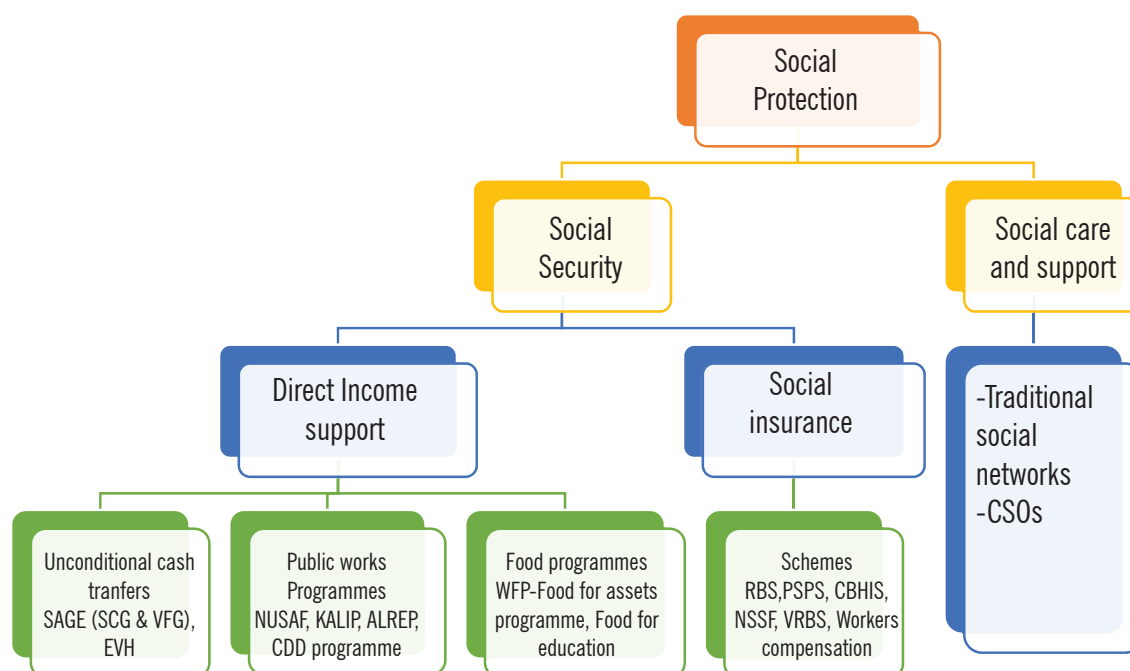 Social
Protection
Social
Security
Social care
and support
Direct Income
support
Social
insurance
-Traditional
social
networks
-CSOs
Unconditional cash
tranfers
SAGE (SCG & VFG),
EVH
Public works
Programmes
NUSAF, KALIP, ALREP,
CDD programme
Food programmes
WFP-Food for assets
programme, Food for
education
Schemes
RBS,PSPS, CBHIS,
NSSF, VRBS, Workers
compensation